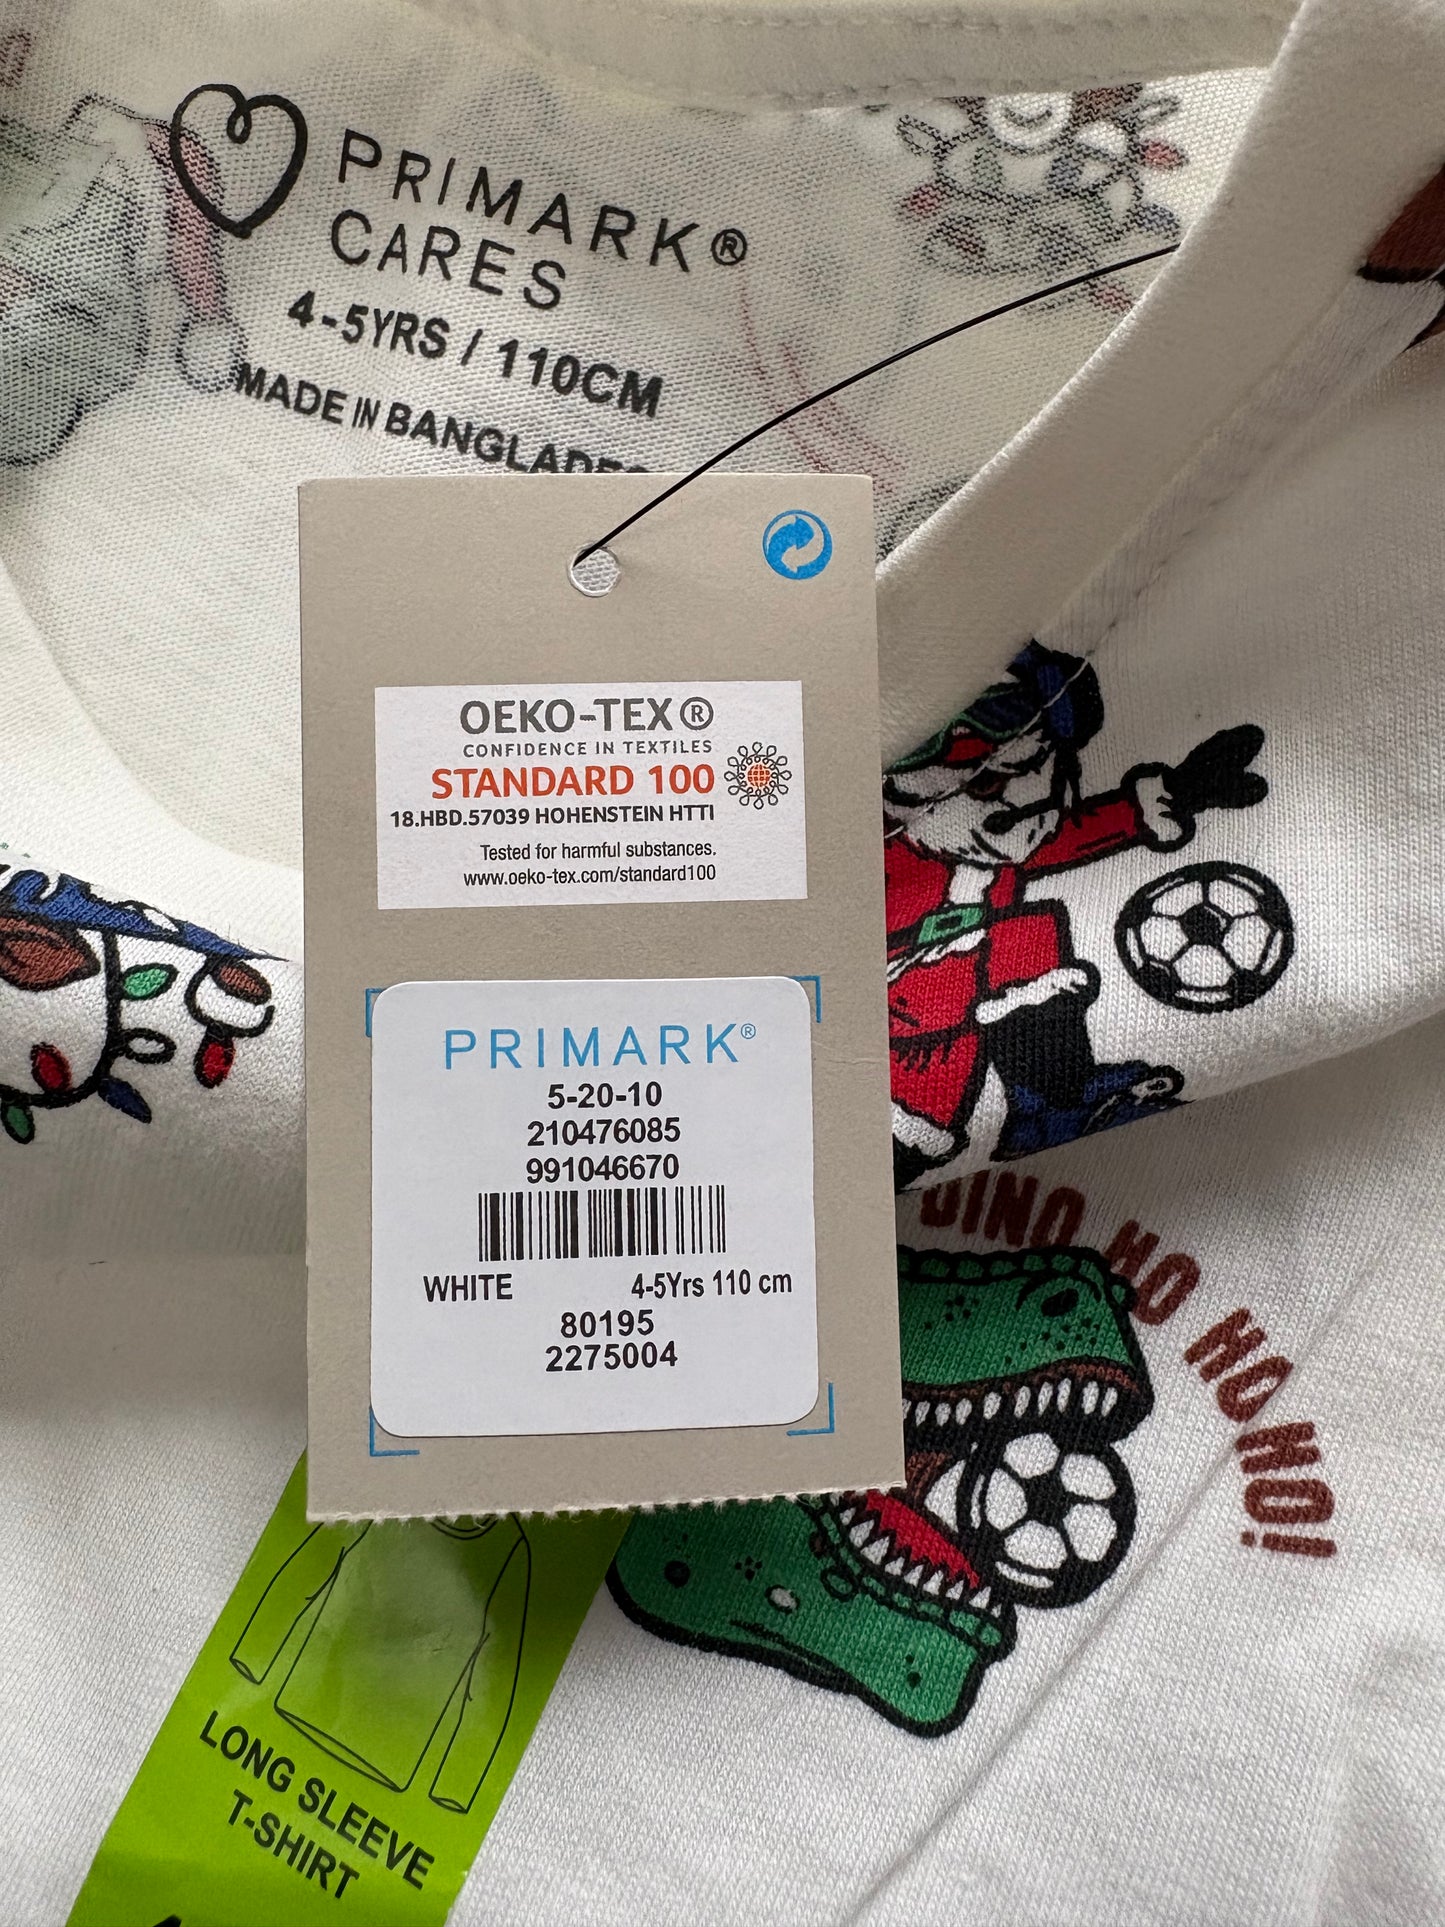 PRIMARK®
CARES
4-5YRS / 110CM
MADE IN
OEKO-TEX®
CONFIDENCE IN TEXTILES
STANDARD 100
18.HBD.57039 HOHENSTEIN HTTI
Tested for harmful substances.
www.oeko-tex.com/standard100
PRIMARK®
5-20-10
210476085
991046670
WHITE 4-5Yrs 110 cm
80195
2275004
DINO HO HO HO HO!
LONG SLEEVE
T-SHIRT